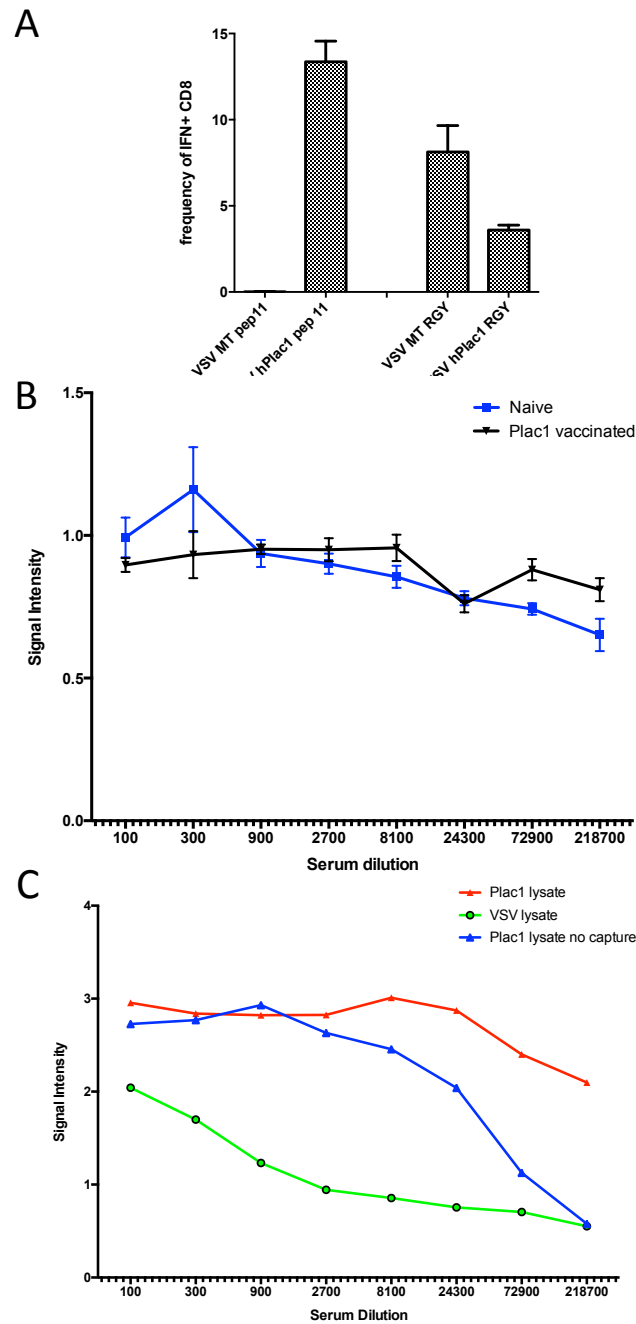 A
15
10
5
0
frequency of IFN+ CD8
VSV MT pep11
hPlac1 pep 11
VSV MT RGY
SV hPlac1 RGY
B
1.5
1.0
0.5
0.0
Signal Intensity
Naive
Plac1 vaccinated
100 300 900 2700 8100 24300 72900 218700
Serum dilution
C
4
3
2
1
0
Signal Intensity
Plac1 lysate
VSV lysate
Plac1 lysate no capture
100 300 900 2700 8100 24300 72900 218700
Serum Dilution